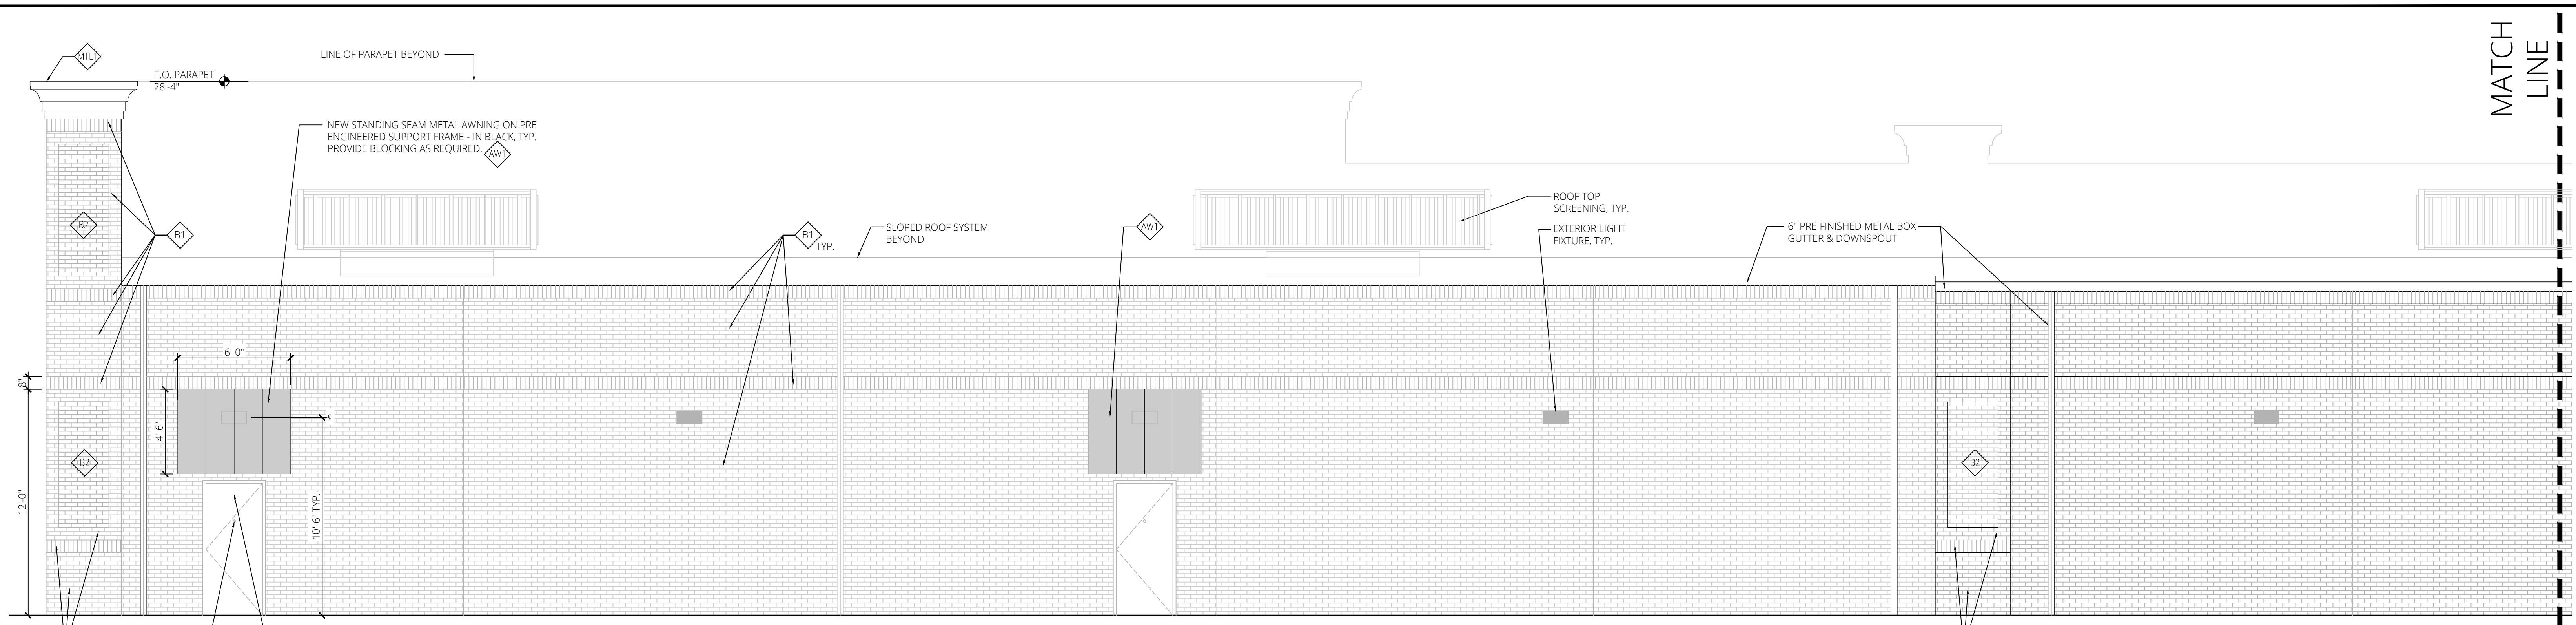 MATCH
LINE
MTL1
LINE OF PARAPET BEYOND
T.O. PARAPET
28'-4"
NEW STANDING SEAM METAL AWNING ON PRE
ENGINEERED SUPPORT FRAME - IN BLACK, TYP.
PROVIDE BLOCKING AS REQUIRED.
AW1
B2
B1
B1
TYP.
SLOPED ROOF SYSTEM
BEYOND
AW1
ROOF TOP
SCREENING, TYP.
EXTERIOR LIGHT
FIXTURE, TYP.
6" PRE-FINISHED METAL BOX
GUTTER & DOWNSPOUT
6'-0"
8"
4'-6"
12'-0"
B2
10'-6" TYP.
B2